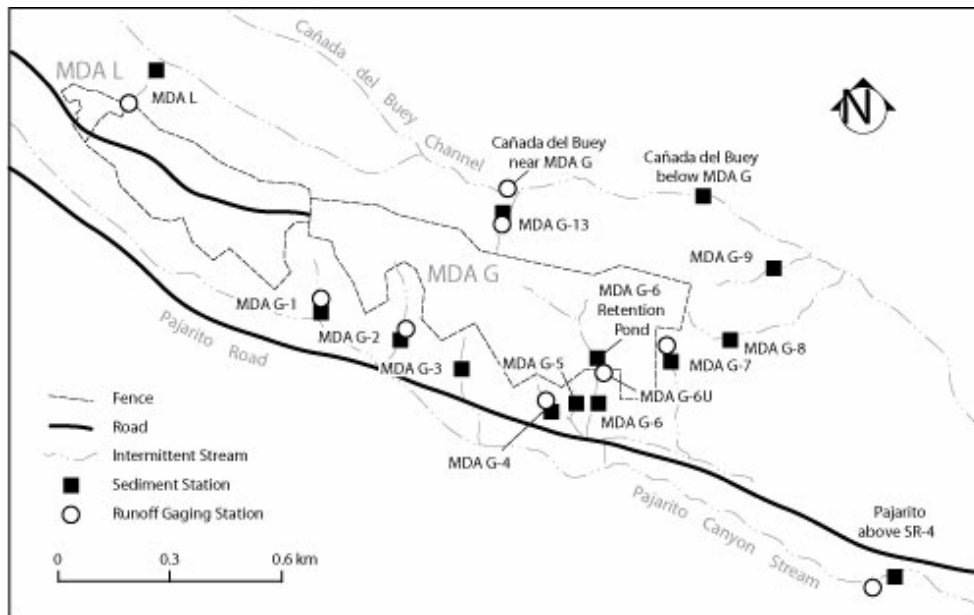 Cañada del Buey
Channel
MDA L
MDA L
N
Cañada del Buey
near MDA G
Cañada del Buey
below MDA G
MDA G-13
MDA G-9
MDA G
MDA G-6
Retention
Pond
MDA G-1
MDA G-2
MDA G-3
MDA G-5
MDA G-8
MDA G-7
MDA G-6U
MDA G-6
MDA G-4
Pajarito Road
Pajarito Canyon
Stream
Pajarito
above SR-4
Fence
Road
Intermittent Stream
Sediment Station
Runoff Gaging Station
0 0.3 0.6 km